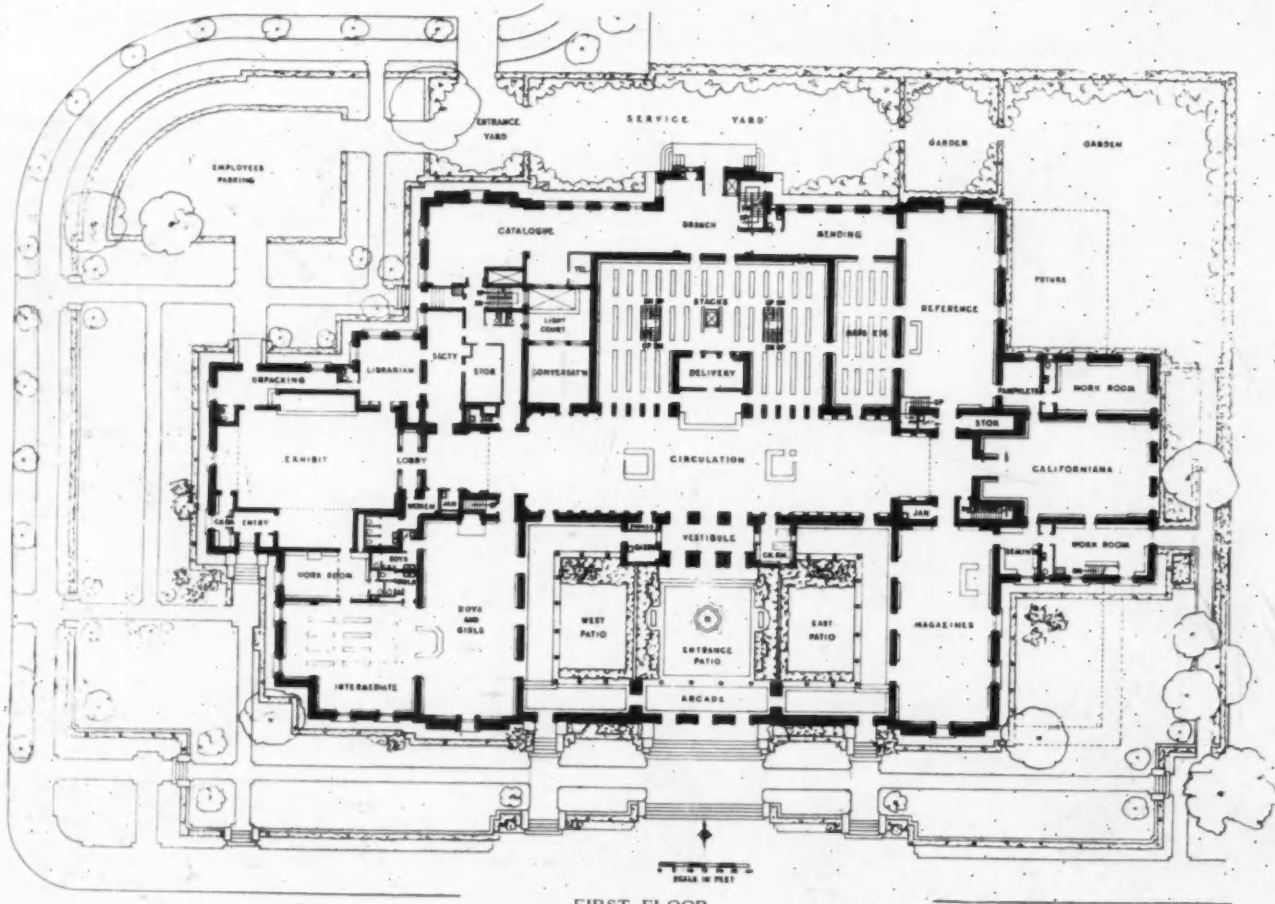 ENTRANCE
YARD
SERVICE YARD
GARDEN
GARDEN
EMPLOYEES
PARKING
CATALOGUE
BRANCH
MENDING
TEL.
STACKS
LIGHT
COURT
REFERENCE
FUTURE
UNPACKING
LIBRARIAN
SECTY
STOR
DELIVERY
PAMPHLETS
WORK ROOM
STOR
EXHIBIT
LOBBY
CIRCULATION
CALIFORNIANA
WOMEN
JAN
JAN
ENTRY
VESTIBULE
CK. RM.
WORK ROOM
BOYS
WORK ROOM
BOYS
AND
GIRLS
WEST
PATIO
ENTRANCE
PATIO
EAST
PATIO
MAGAZINES
INTERMEDIATE
ARCADE
SCALE IN FEET
FIRST FLOOR